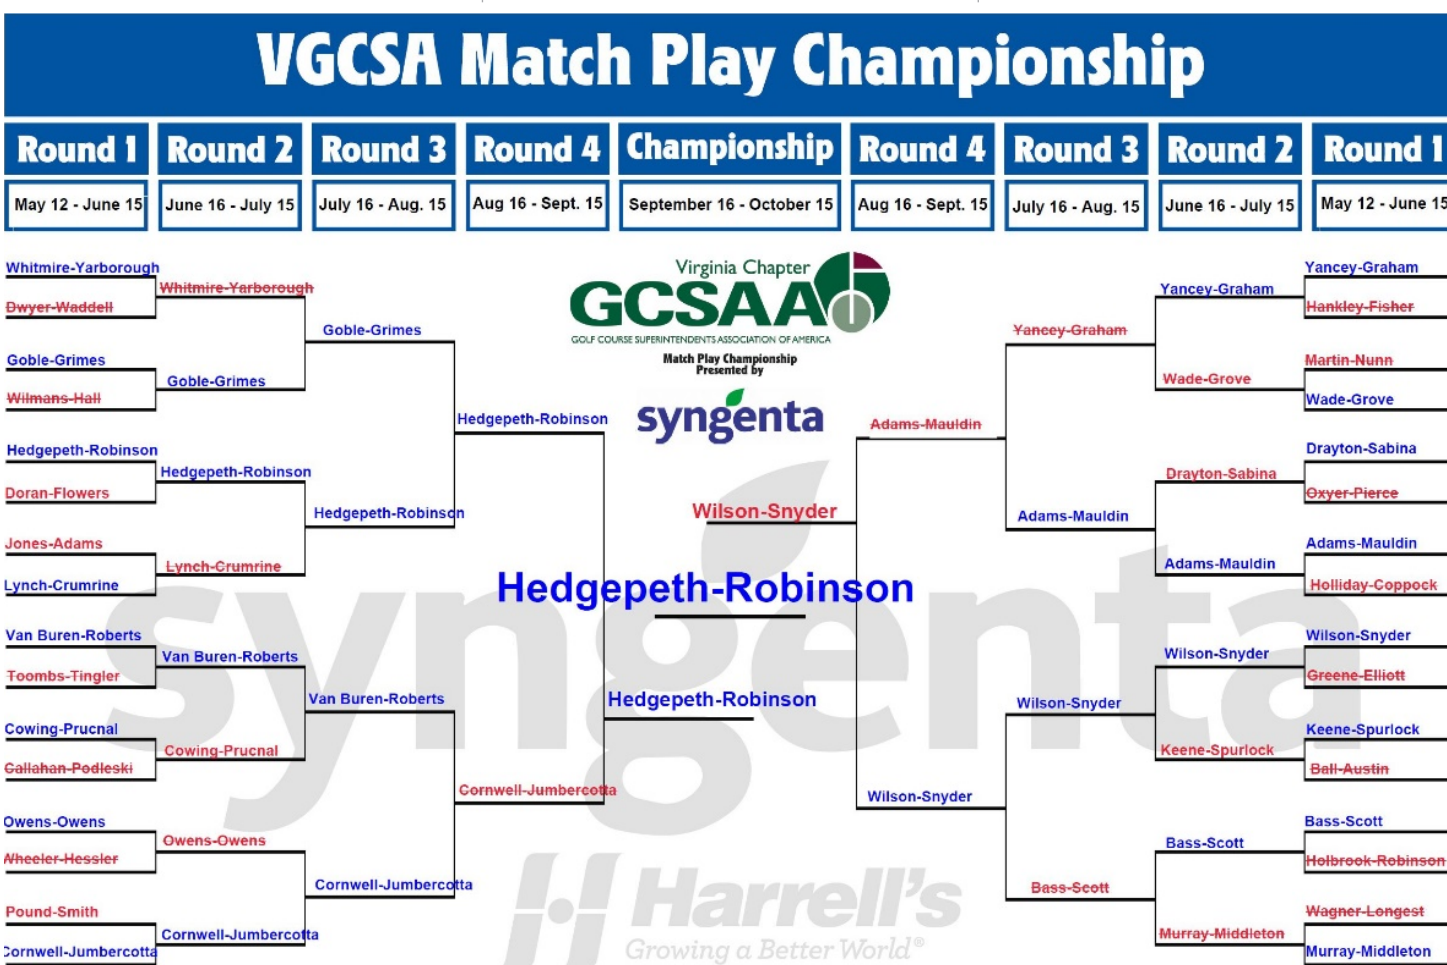 VGCSA Match Play Championship
Round 1 Round 2 Round 3 Round 4 Championship Round 4 Round 3 Round 2 Round 1
May 12 - June 15 June 16 - July 15 July 16 - Aug. 15 Aug 16 - Sept. 15 September 16 - October 15 Aug 16 - Sept. 15 July 16 - Aug. 15 June 16 - July 15 May 12 - June 15
Whitmire-Yarborough
Dwyer-Waddell
Goble-Grimes
Wilmans-Hall
Hedgepeth-Robinson
Doran-Flowers
Jones-Adams
Lynch-Crumrine
Van Buren-Roberts
Toombs-Tingler
Cowing-Prucnal
Callahan-Podleski
Owens-Owens
Wheeler-Hessler
Pound-Smith
Cornwell-Jumbercotta
Whitmire-Yarborough
Goble-Grimes
Hedgepeth-Robinson
Lynch-Crumrine
Van Buren-Roberts
Cowing-Prucnal
Owens-Owens
Cornwell-Jumbercotta
Goble-Grimes
Hedgepeth-Robinson
Van Buren-Roberts
Cornwell-Jumbercotta
Hedgepeth-Robinson
Cornwell-Jumbercotta
Virginia Chapter
GCSAA
GOLF COURSE SUPERINTENDENTS ASSOCIATION OF AMERICA
Match Play Championship
Presented by
syngenta
Wilson-Snyder
Hedgepeth-Robinson
Hedgepeth-Robinson
syngenta
Harrell's
Growing a Better World®
Adams-Mauldin
Wilson-Snyder
Yancey-Graham
Adams-Mauldin
Wilson-Snyder
Bass-Scott
Yancey-Graham
Wade-Grove
Drayton-Sabina
Adams-Mauldin
Wilson-Snyder
Keene-Spurlock
Bass-Scott
Murray-Middleton
Yancey-Graham
Hankley-Fisher
Martin-Nunn
Wade-Grove
Drayton-Sabina
Oxyer-Pierce
Adams-Mauldin
Holliday-Coppock
Wilson-Snyder
Greene-Elliott
Keene-Spurlock
Ball-Austin
Bass-Scott
Holbrook-Robinson
Wagner-Longest
Murray-Middleton